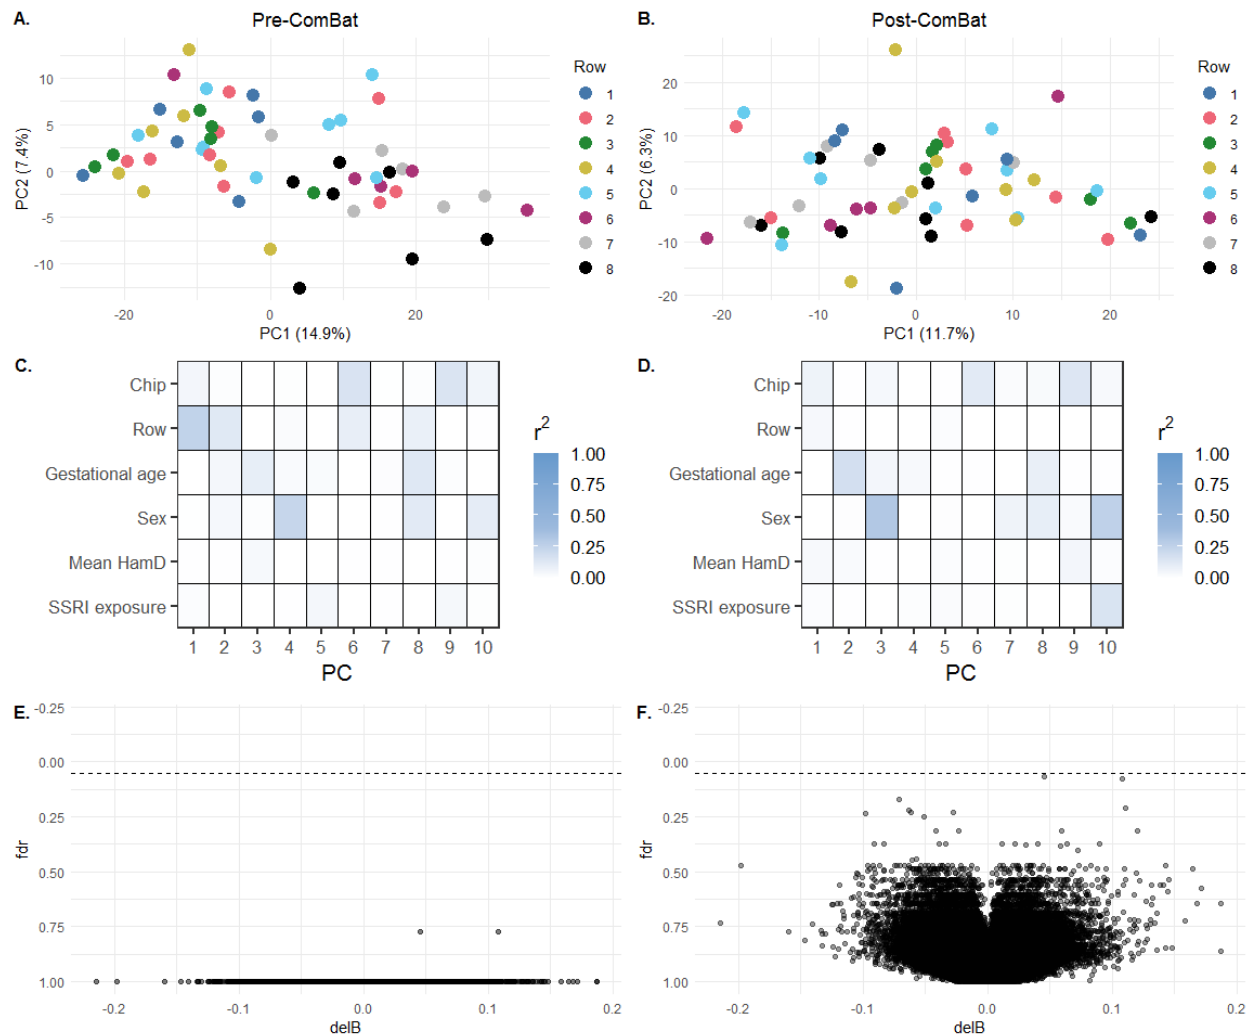 A.
Pre-ComBat
10
5
0
-5
-10
PC2 (7.4%)
-20
0
20
PC1 (14.9%)
Row
1
2
3
4
5
6
7
8
B.
Post-ComBat
20
10
0
-10
-20
PC2 (6.3%)
-20
-10
0
10
20
PC1 (11.7%)
Row
1
2
3
4
5
6
7
8
C.
Chip
Row
Gestational age
Sex
Mean HamD
SSRI exposure
1 2 3 4 5 6 7 8 9 10
PC
r²
1.00
0.75
0.50
0.25
0.00
D.
Chip
Row
Gestational age
Sex
Mean HamD
SSRI exposure
1 2 3 4 5 6 7 8 9 10
PC
r²
1.00
0.75
0.50
0.25
0.00
E.
-0.25
0.00
0.25
0.50
0.75
1.00
fdr
-0.2 -0.1 0.0 0.1 0.2
delB
F.
-0.25
0.00
0.25
0.50
0.75
1.00
fdr
-0.2 -0.1 0.0 0.1 0.2
delB